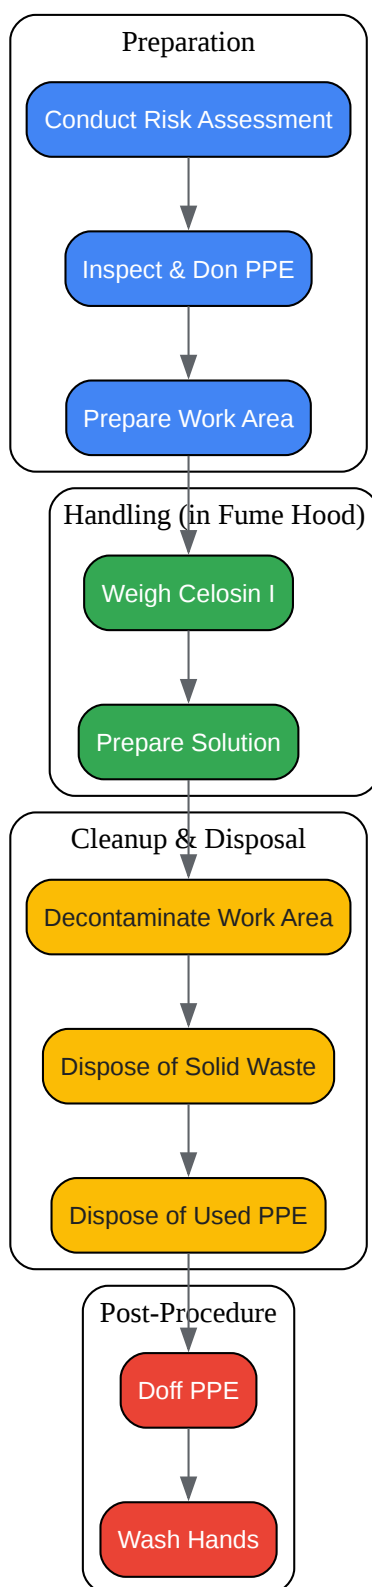 Preparation
Conduct Risk Assessment
Inspect & Don PPE
Prepare Work Area
Handling (in Fume Hood)
Weigh Celosin I
Prepare Solution
Cleanup & Disposal
Decontaminate Work Area
Dispose of Solid Waste
Dispose of Used PPE
Post-Procedure
Doff PPE
Wash Hands